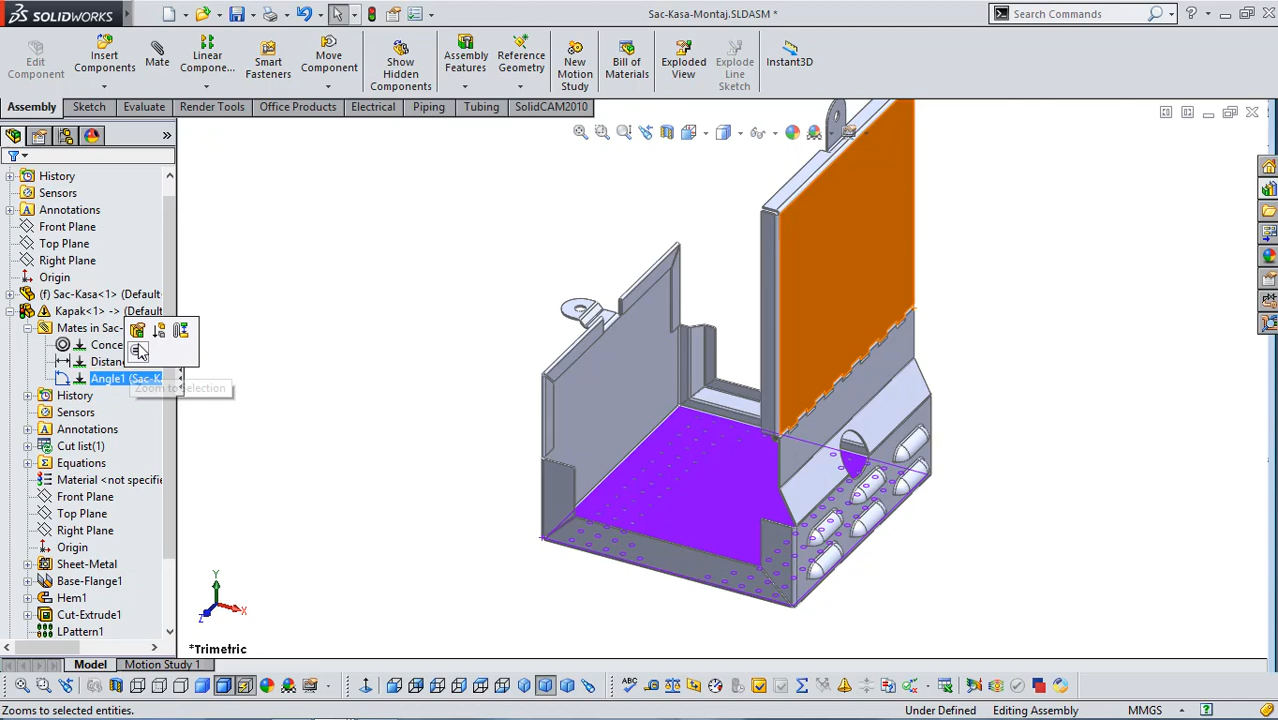 SOLIDWORKS
Sac-Kasa-Montaj.SLDASM *
Search Commands
Edit Component
Insert Components
Mate
Linear Compone...
Smart Fasteners
Move Component
Show Hidden Components
Assembly Features
Reference Geometry
New Motion Study
Bill of Materials
Exploded View
Explode Line Sketch
Instant3D
Assembly
Sketch
Evaluate
Render Tools
Office Products
Electrical
Piping
Tubing
SolidCAM2010
History
Sensors
Annotations
Front Plane
Top Plane
Right Plane
Origin
(f) Sac-Kasa<1> (Default
Kapak<1> -> (Default
Mates in Sac-
Conce
Distan
Angle1 (Sac-K
Zoom to Selection
History
Sensors
Annotations
Cut list(1)
Equations
Material <not specifie
Front Plane
Top Plane
Right Plane
Origin
Sheet-Metal
Base-Flange1
Hem1
Cut-Extrude1
LPattern1
Y
X
Z
*Trimetric
Model
Motion Study 1
Zooms to selected entities.
Under Defined
Editing Assembly
MMGS